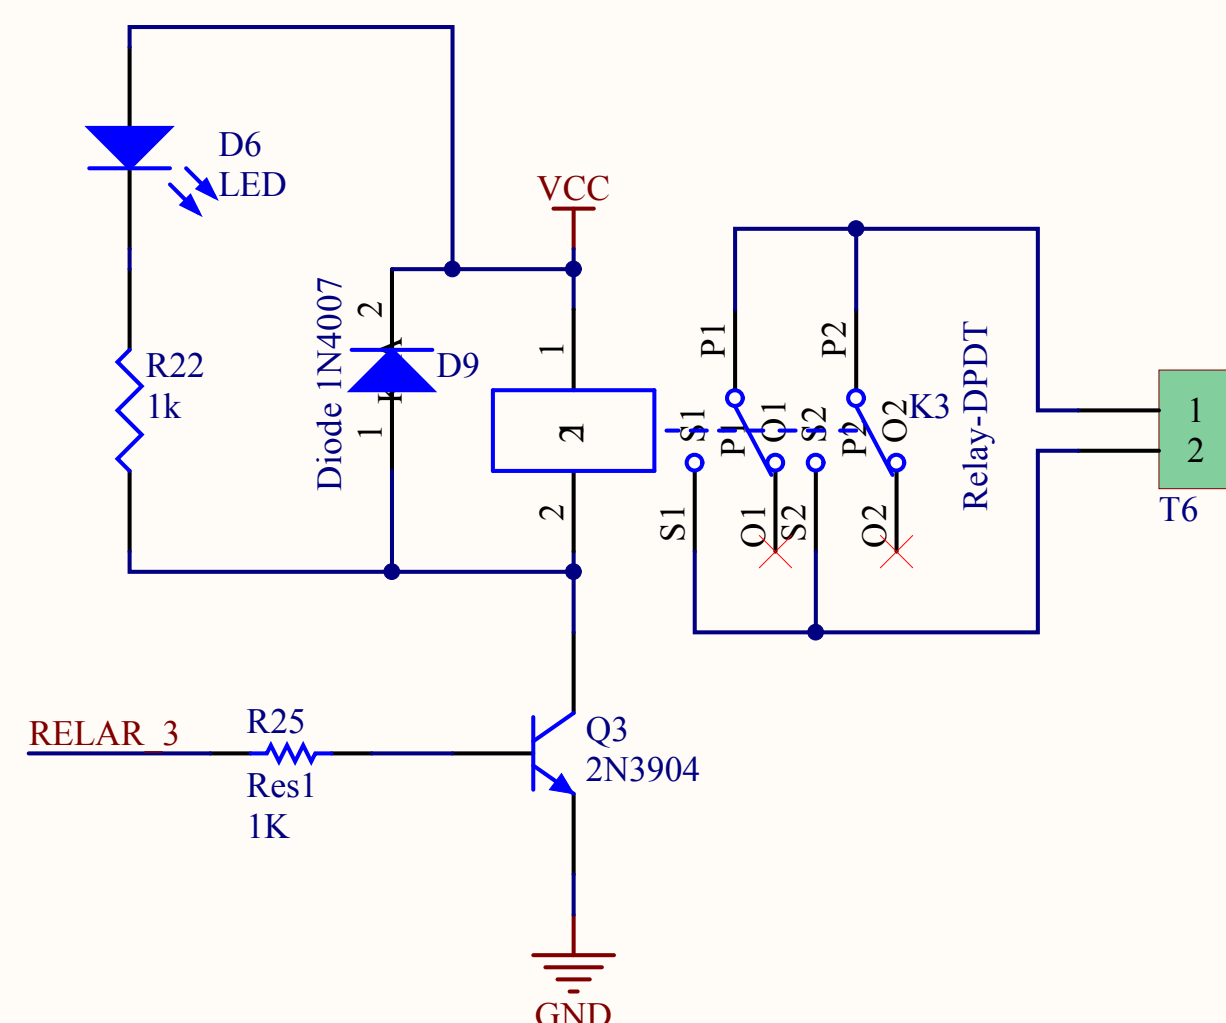 D6
LED
VCC
R22
1k
Diode 1N4007
2
1
D9
A
K
1
2
21
P1
P2
S1
P1
O1
S2
P2
O2
K3
Relay-DPDT
S1
O1
S2
O2
1
2
T6
RELAR_3
R25
Res1
1K
Q3
2N3904
GND